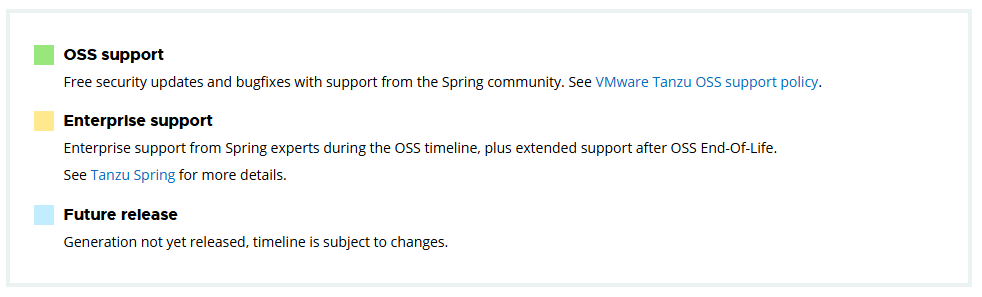 OSS support
Free security updates and bugfixes with support from the Spring community. See VMware Tanzu OSS support policy.
Enterprise support
Enterprise support from Spring experts during the OSS timeline, plus extended support after OSS End-Of-Life.
See Tanzu Spring for more details.
Future release
Generation not yet released, timeline is subject to changes.